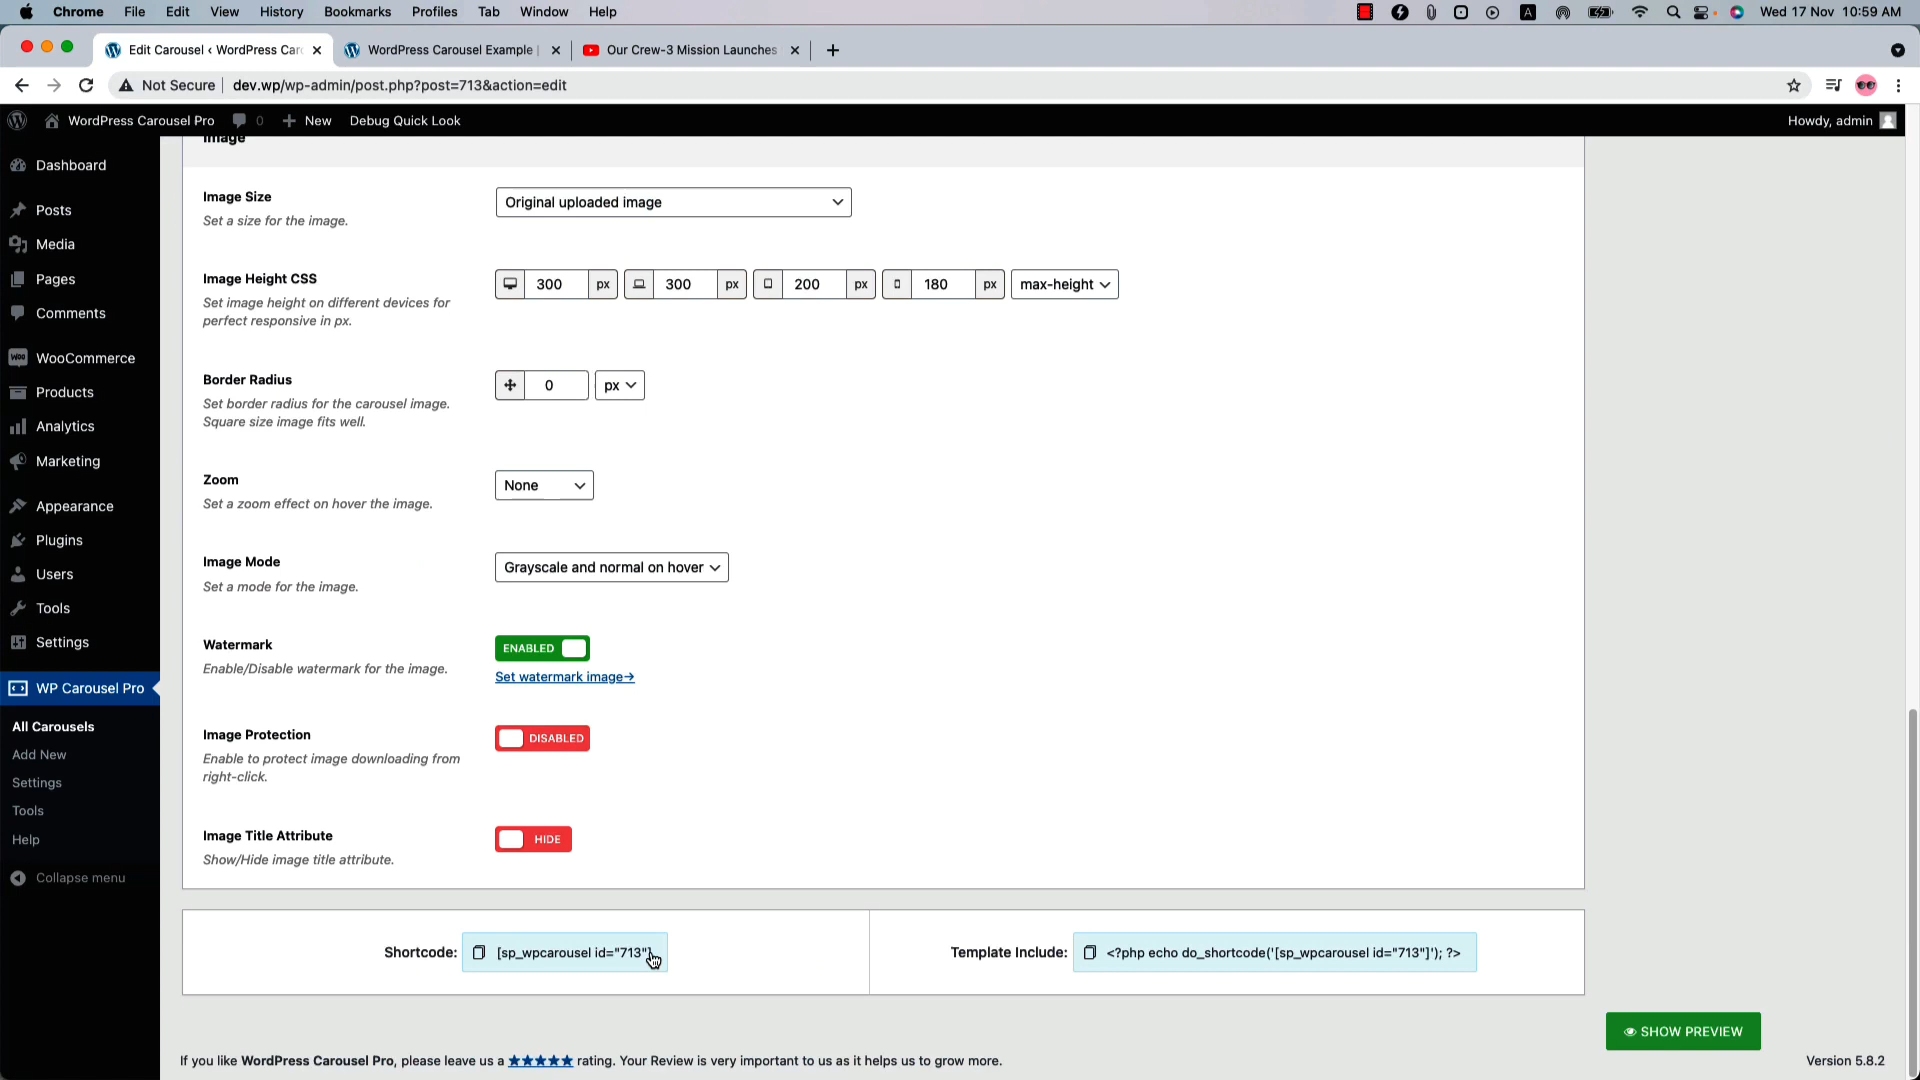 Chrome File Edit View History Bookmarks Profiles Tab Window Help A Wed 17 Nov 10:59 AM
Edit Carousel ‹ WordPress Car WordPress Carousel Example | Our Crew-3 Mission Launches
Not Secure dev.wp/wp-admin/post.php?post=713&action=edit
WordPress Carousel Pro 0 New Debug Quick Look Howdy, admin
Dashboard
Posts
Media
Pages
Comments
WooCommerce
Products
Analytics
Marketing
Appearance
Plugins
Users
Tools
Settings
WP Carousel Pro
All Carousels
Add New
Settings
Tools
Help
Collapse menu
Image
Image Size
Set a size for the image.
Original uploaded image
Image Height CSS
Set image height on different devices for
perfect responsive in px.
300 px 300 px 200 px 180 px max-height
Border Radius
Set border radius for the carousel image.
Square size image fits well.
0 px
Zoom
Set a zoom effect on hover the image.
None
Image Mode
Set a mode for the image.
Grayscale and normal on hover
Watermark
Enable/Disable watermark for the image.
ENABLED
Set watermark image→
Image Protection
Enable to protect image downloading from
right-click.
DISABLED
Image Title Attribute
Show/Hide image title attribute.
HIDE
Shortcode: [sp_wpcarousel id="713"]
Template Include: <?php echo do_shortcode('[sp_wpcarousel id="713"]'); ?>
SHOW PREVIEW
If you like WordPress Carousel Pro, please leave us a ★★★★★ rating. Your Review is very important to us as it helps us to grow more.
Version 5.8.2